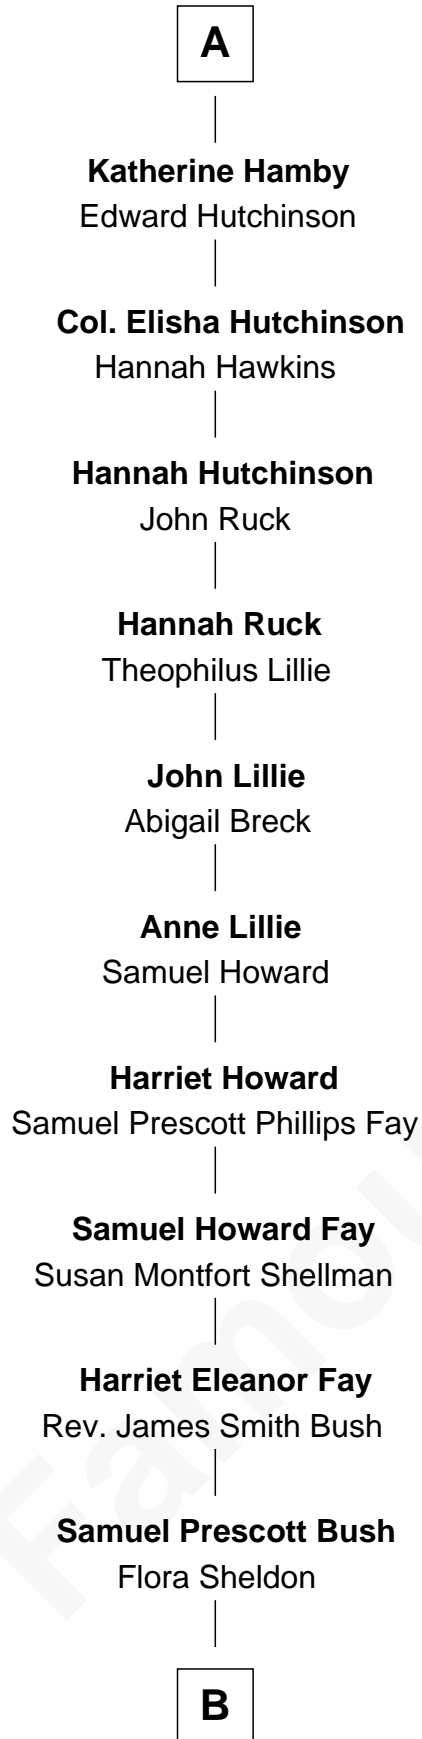 A
Katherine Hamby
Edward Hutchinson
Col. Elisha Hutchinson
Hannah Hawkins
Hannah Hutchinson
John Ruck
Hannah Ruck
Theophilus Lillie
John Lillie
Abigail Breck
Anne Lillie
Samuel Howard
Harriet Howard
Samuel Prescott Phillips Fay
Samuel Howard Fay
Susan Montfort Shellman
Harriet Eleanor Fay
Rev. James Smith Bush
Samuel Prescott Bush
Flora Sheldon
B